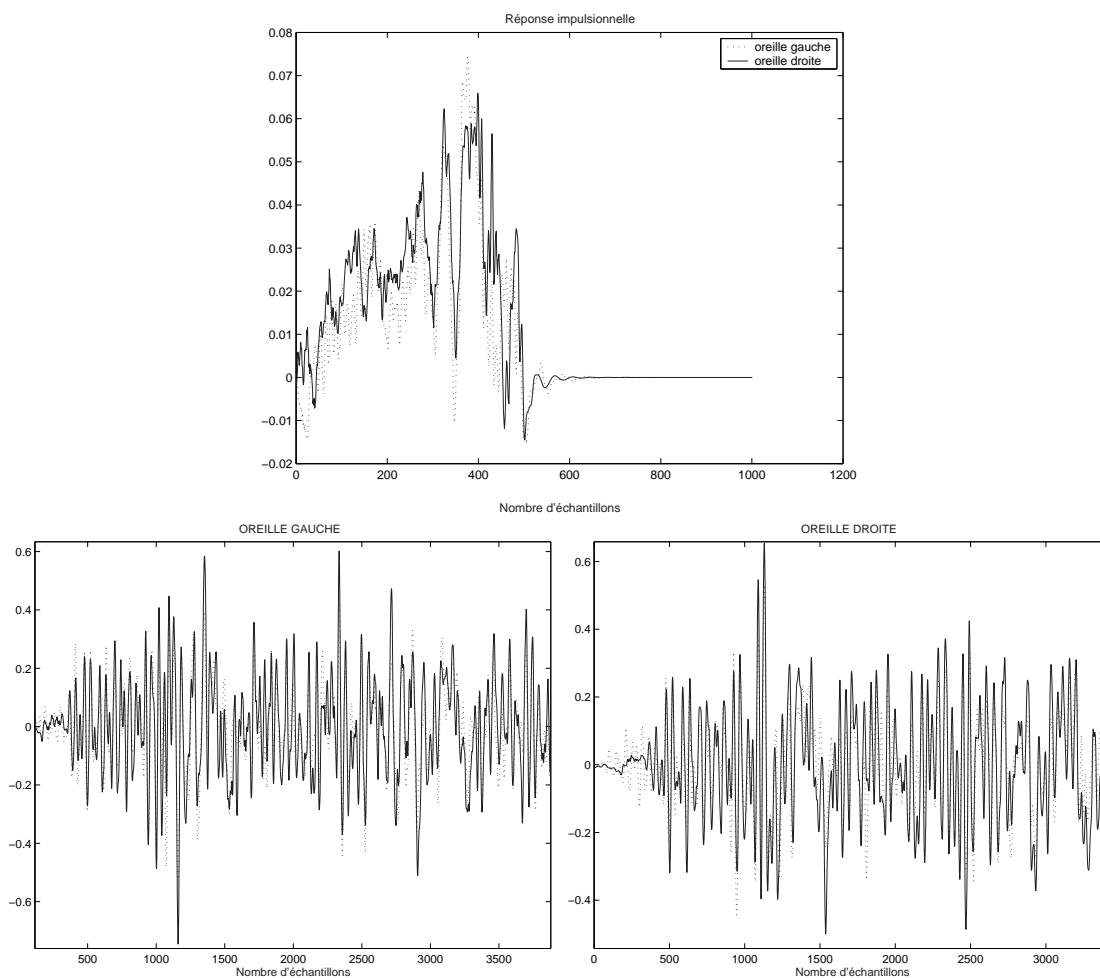 Réponse impulsionnelle
oreille gauche
oreille droite
0.08
0.07
0.06
0.05
0.04
0.03
0.02
0.01
0
−0.01
−0.02
0 200 400 600 800 1000 1200
Nombre d'échantillons
OREILLE GAUCHE
0.6
0.4
0.2
0
−0.2
−0.4
−0.6
500 1000 1500 2000 2500 3000 3500
Nombre d'échantillons
OREILLE DROITE
0.6
0.4
0.2
0
−0.2
−0.4
500 1000 1500 2000 2500 3000
Nombre d'échantillons